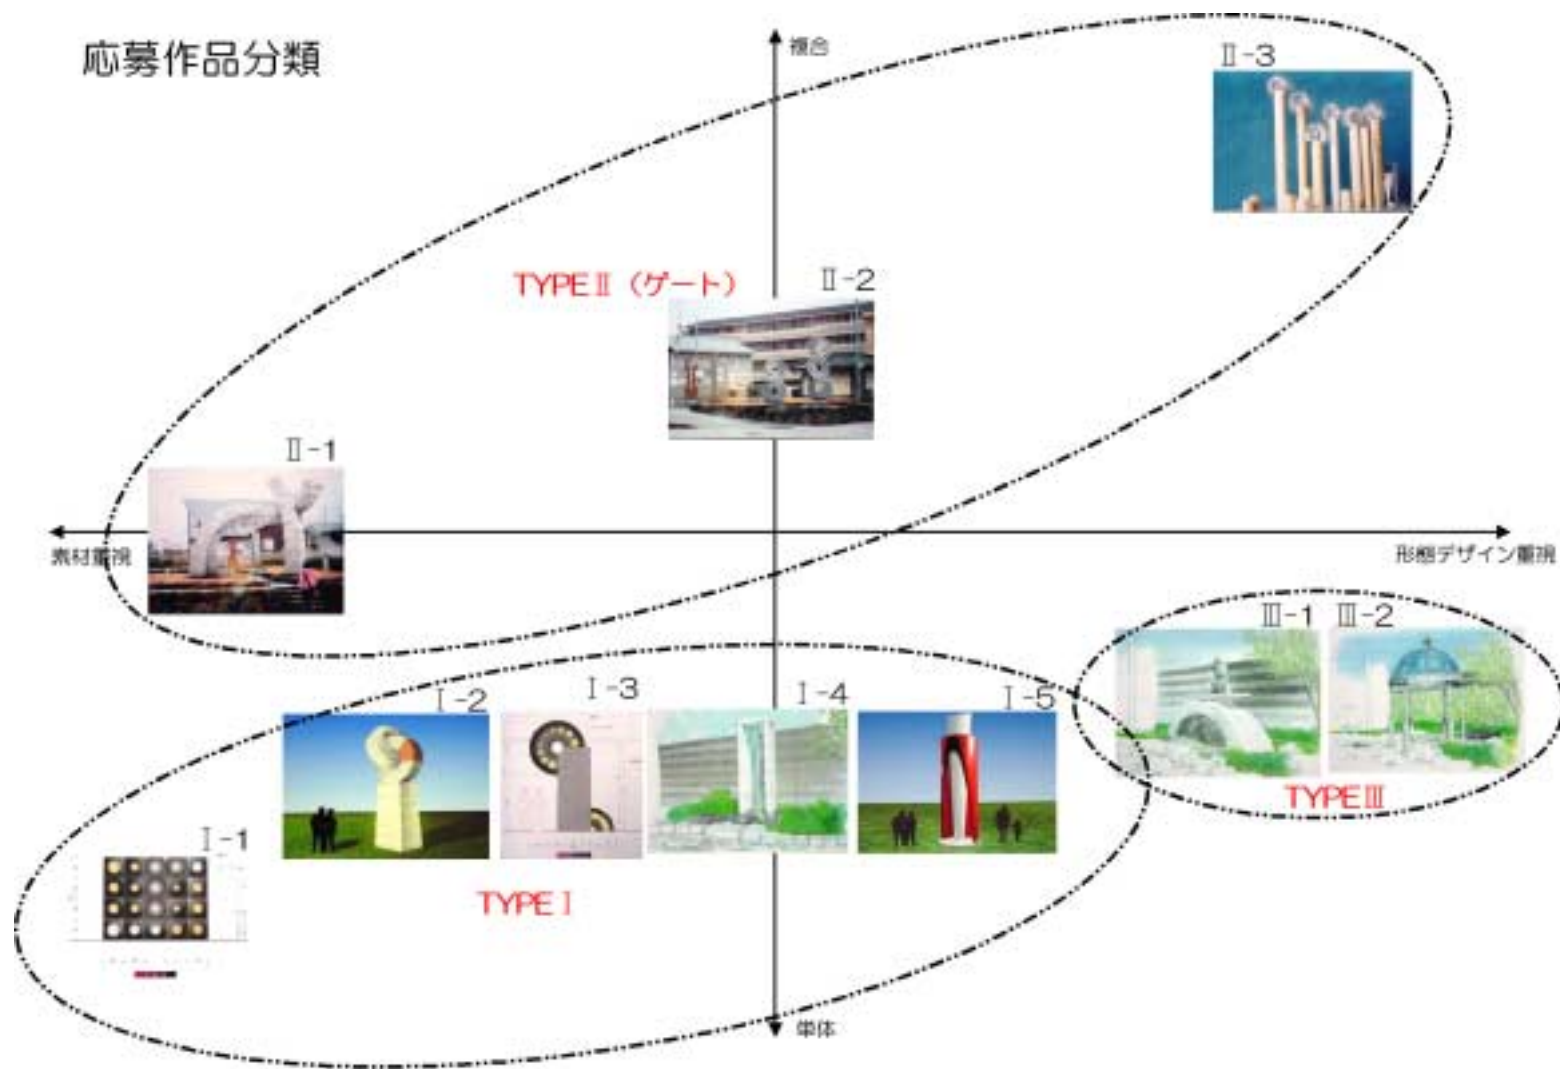 応募作品分類
複合
Ⅱ-3
TYPEⅡ（ゲート）
Ⅱ-2
Ⅱ-1
素材重視
形態デザイン重視
Ⅲ-1
Ⅲ-2
Ⅰ-2
Ⅰ-3
Ⅰ-4
Ⅰ-5
TYPEⅢ
Ⅰ-1
TYPEⅠ
単体